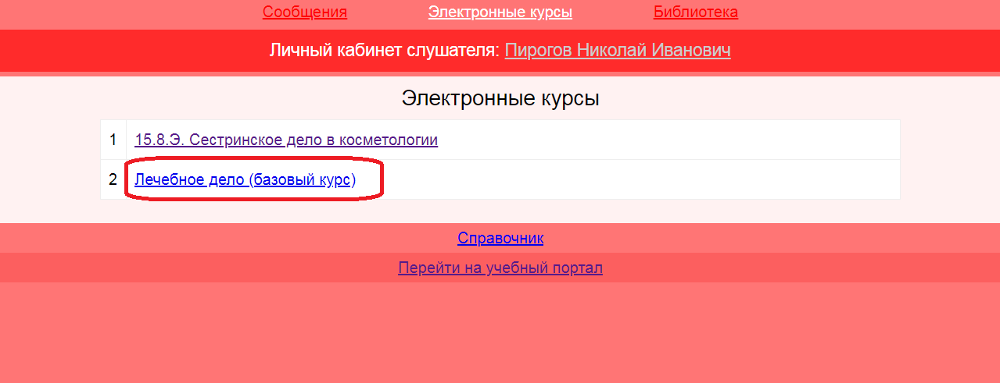 Сообщения Электронные курсы Библиотека
Личный кабинет слушателя: Пирогов Николай Иванович
Электронные курсы
1 15.8.Э. Сестринское дело в косметологии
2 Лечебное дело (базовый курс)
Справочник
Перейти на учебный портал